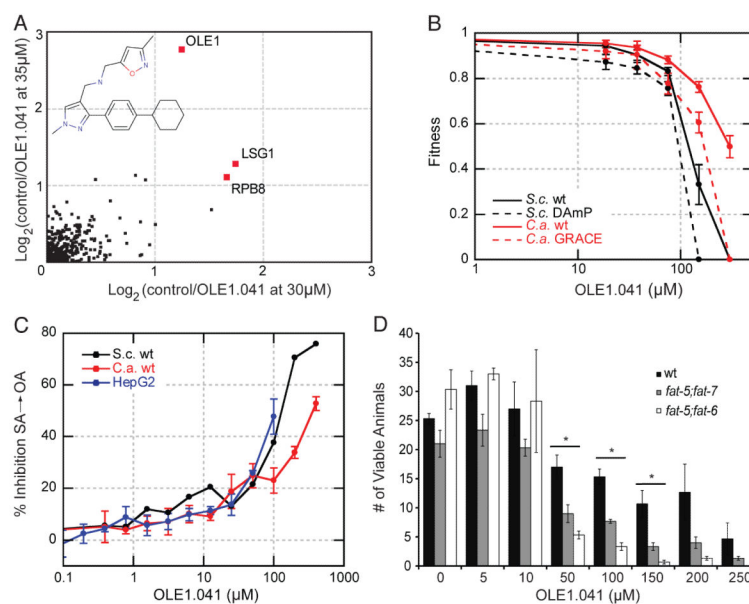 A
Log2(control/OLE1.041 at 35µM)
3
2
1
0
0
1
2
3
OLE1
LSG1
RPB8
N
O
N
N
N
N
Log2(control/OLE1.041 at 30µM)
B
Fitness
1
0.8
0.6
0.4
0.2
0
S.c. wt
S.c. DAmP
C.a. wt
C.a. GRACE
1
10
100
OLE1.041 (µM)
C
% Inhibition SA→OA
80
60
40
20
0
S.c. wt
C.a. wt
HepG2
0.1
1
10
100
1000
OLE1.041 (µM)
D
# of Viable Animals
40
35
30
25
20
15
10
5
0
wt
fat-5;fat-7
fat-5;fat-6
*
*
*
0 5 10 50 100 150 200 250
OLE1.041 (µM)